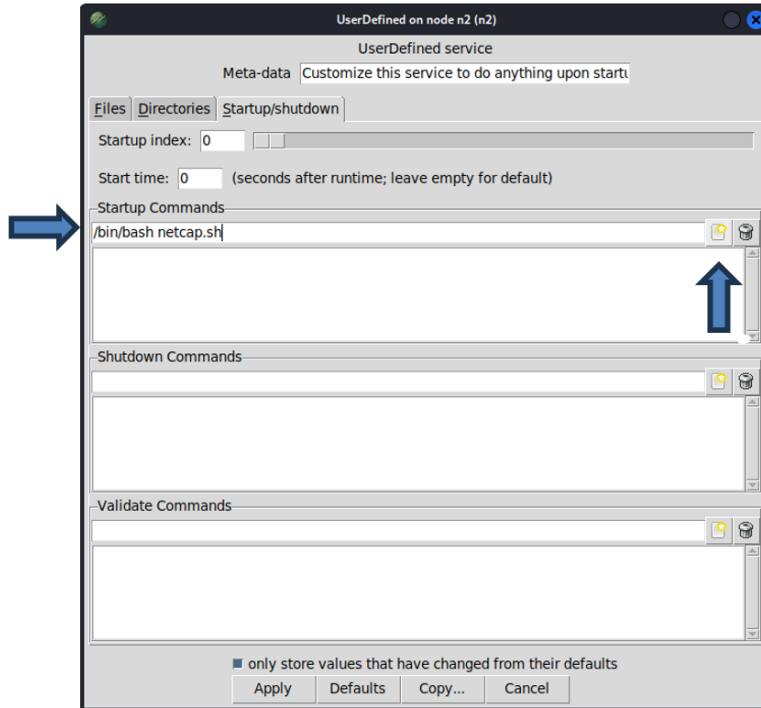 UserDefined on node n2 (n2)
UserDefined service
Meta-data Customize this service to do anything upon startu
Files Directories Startup/shutdown
Startup index: 0
Start time: 0 (seconds after runtime; leave empty for default)
Startup Commands
/bin/bash netcap.sh
Shutdown Commands
Validate Commands
only store values that have changed from their defaults
Apply Defaults Copy... Cancel